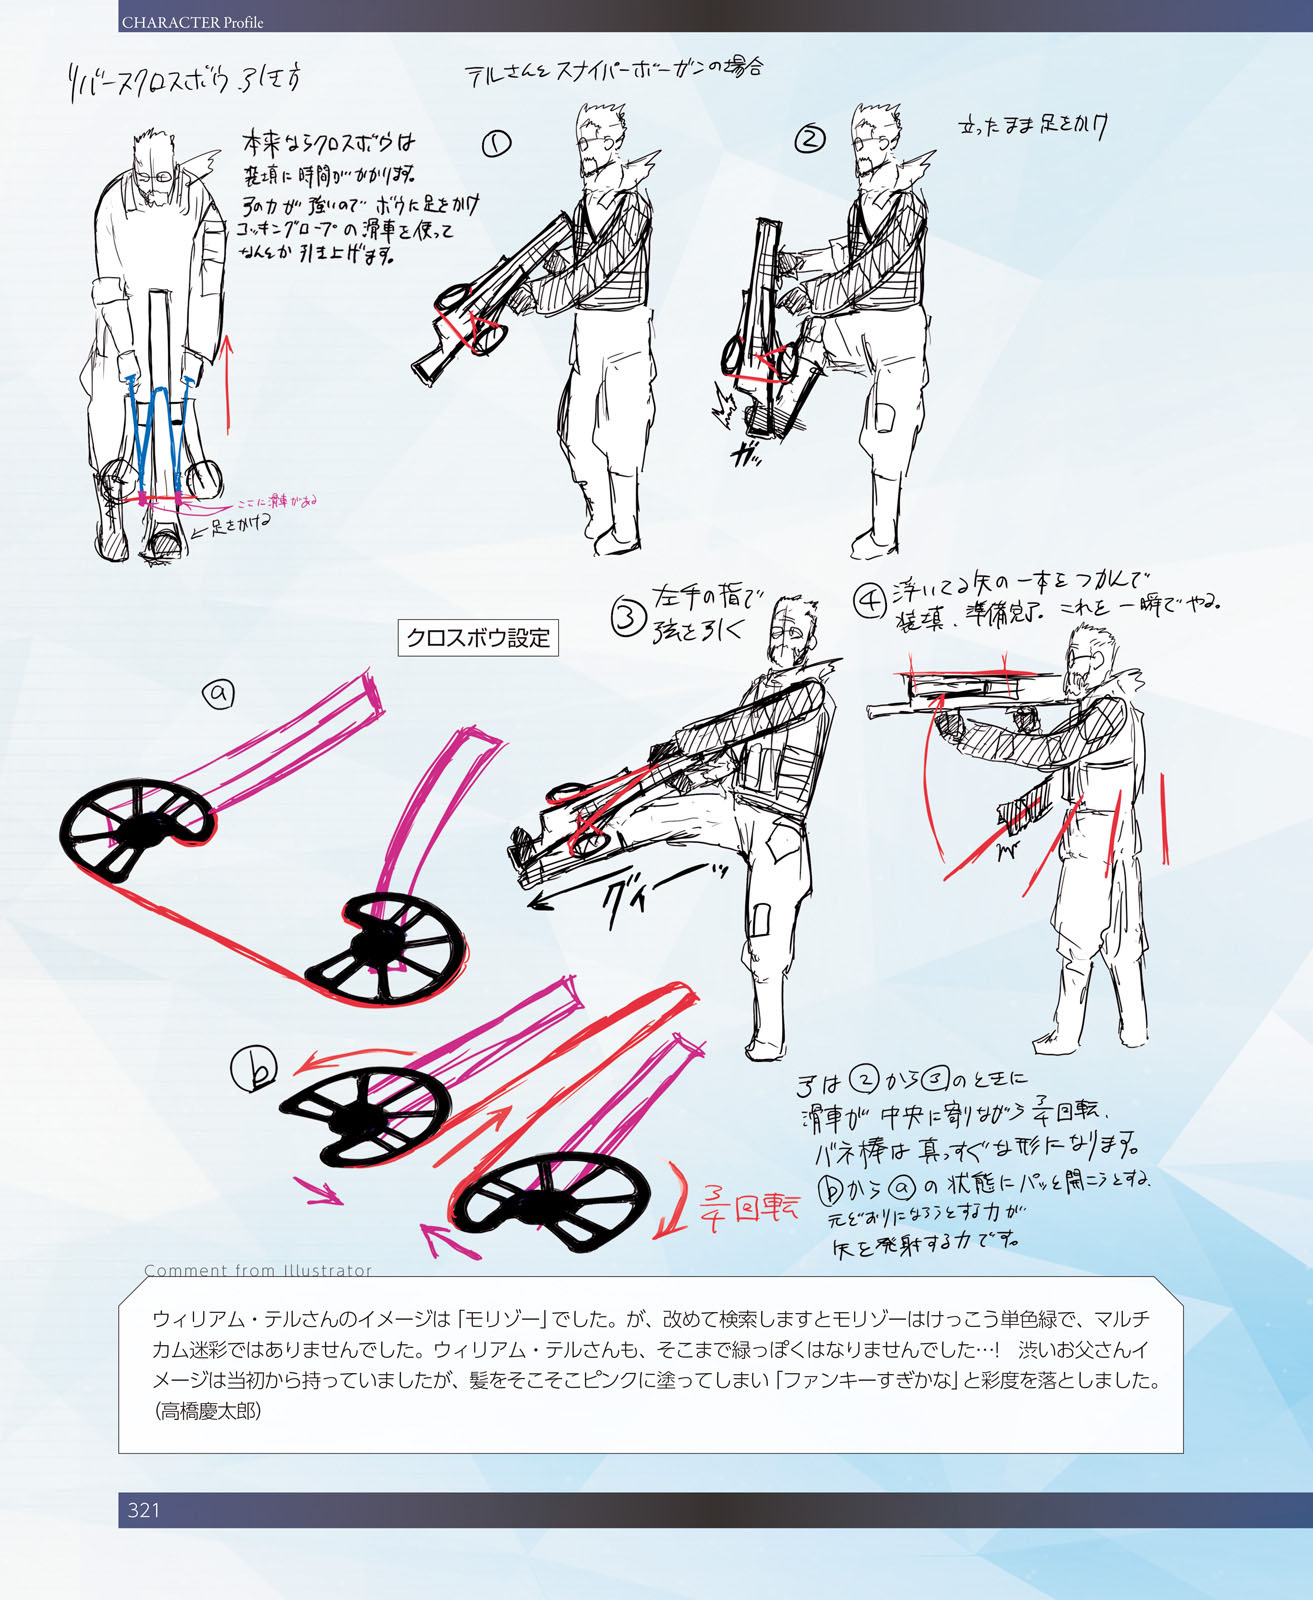 CHARACTER Profile
リバースクロスボウ 引き方
本来ならクロスボウは
装填に時間がかかります。
弓の力が強いので ボウに足をかけ
コッキングロープの滑車を使って
なんとか引き上げます。
ここに滑車がある
←足をかける
テルさんとスナイパーボーガンの場合
①
②
立ったまま足をかけ
ガッ
③ 左手の指で
弦を引く
グィーッ
④ 浮いてる矢の一本をつかんで
装填、準備完了。これを一瞬でやる。
クロスボウ設定
ⓐ
ⓑ
3/4回転
弓は②から③のときに
滑車が中央に寄りながら3/4回転、
バネ棒は真っすぐな形になります。
ⓑからⓐの状態にパッと開こうとする、
元どおりになろうとする力が
矢を発射する力です。
Comment from Illustrator
ウィリアム・テルさんのイメージは「モリゾー」でした。が、改めて検索しますとモリゾーはけっこう単色緑で、マルチ
カム迷彩ではありませんでした。ウィリアム・テルさんも、そこまで緑っぽくはなりませんでした…! 渋いお父さんイ
メージは当初から持っていましたが、髪をそこそこピンクに塗ってしまい「ファンキーすぎかな」と彩度を落としました。
（高橋慶太郎）
321